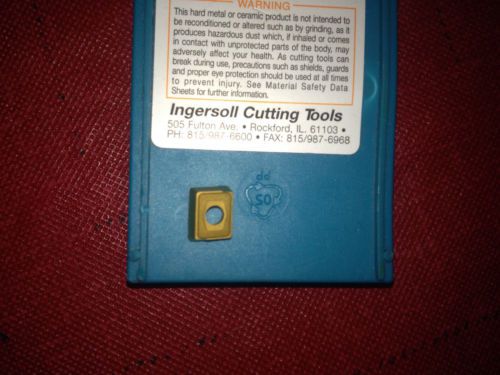 WARNING
This hard metal or ceramic product is not intended to
be reconditioned or altered such as by grinding, as it
produces hazardous dust which, if inhaled or comes
in contact with unprotected parts of the body, may
adversely affect your health. As cutting tools can
break during use, precautions such as shields, guards
and proper eye protection should be used at all times
to prevent injury. See Material Safety Data
Sheets for further information.
Ingersoll Cutting Tools
505 Fulton Ave. • Rockford, IL. 61103 •
PH: 815/987-6600 • FAX: 815/987-6968
PP
05